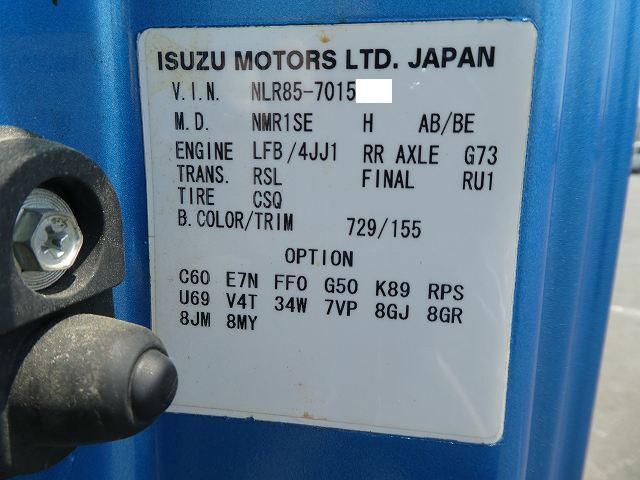 ISUZU MOTORS LTD. JAPAN
V.I.N. NLR85-7015
M.D. NMR1SE H AB/BE
ENGINE LFB/4JJ1 RR AXLE G73
TRANS. RSL FINAL RU1
TIRE CSQ
B.COLOR/TRIM 729/155
OPTION
C60 E7N FF0 G50 K89 RPS
U69 V4T 34W 7VP 8GJ 8GR
8JM 8MY